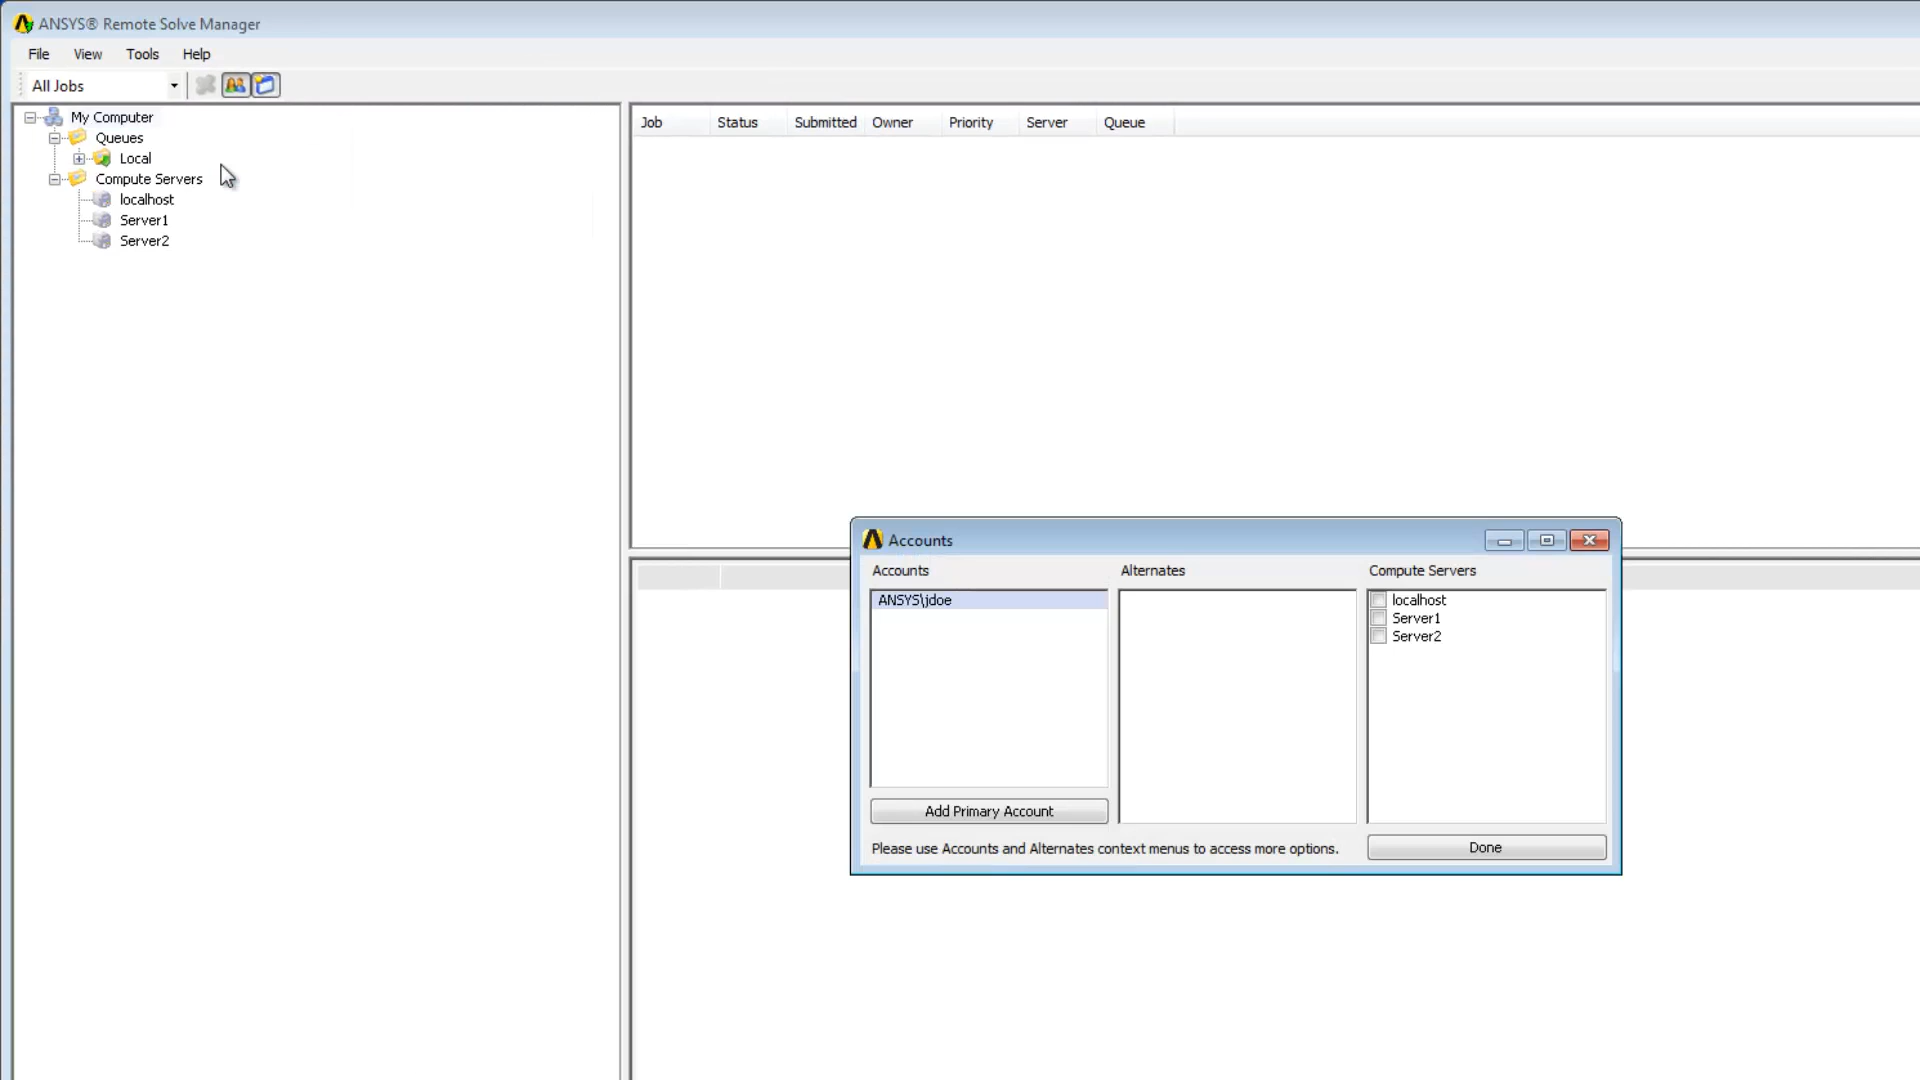 ANSYS® Remote Solve Manager
File View Tools Help
All Jobs
My Computer
Queues
Local
Compute Servers
localhost
Server1
Server2
Job Status Submitted Owner Priority Server Queue
Accounts
Accounts Alternates Compute Servers
ANSYS\jdoe
localhost
Server1
Server2
Add Primary Account
Please use Accounts and Alternates context menus to access more options.
Done